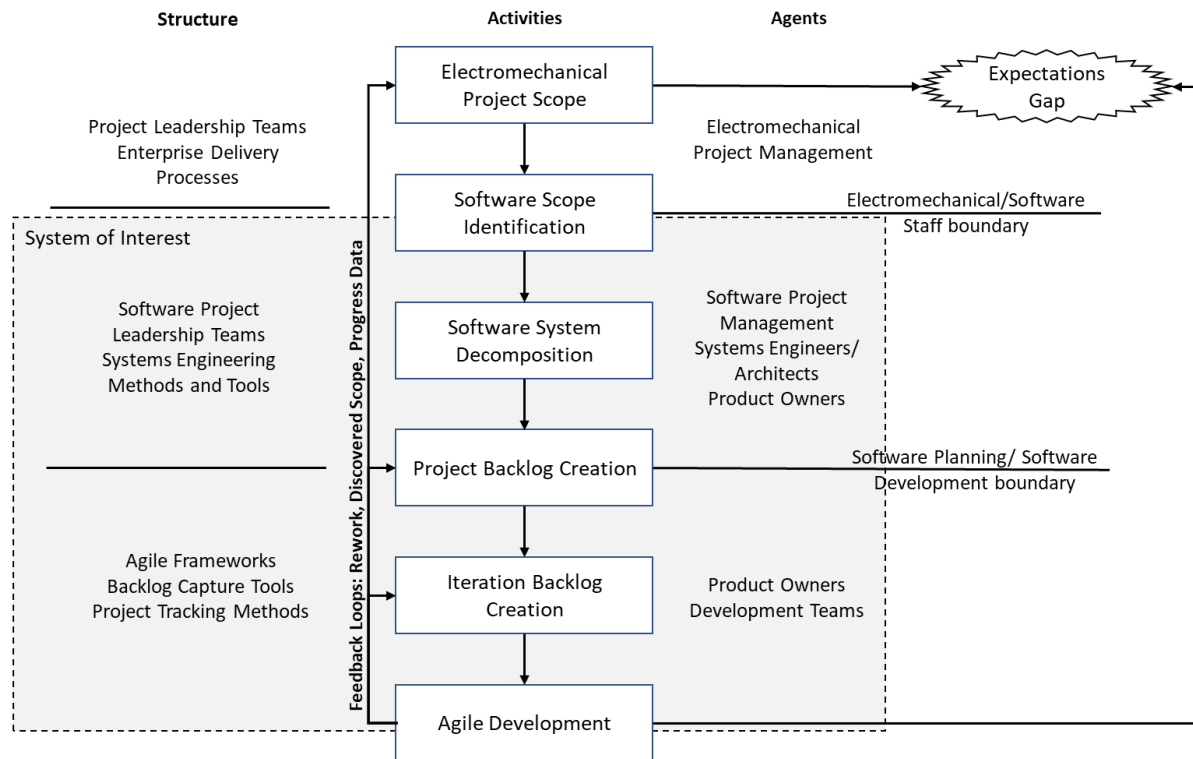 Structure
Activities
Agents
Electromechanical
Project Scope
Expectations
Gap
Project Leadership Teams
Enterprise Delivery
Processes
Electromechanical
Project Management
Software Scope
Identification
Electromechanical/Software
Staff boundary
System of Interest
Feedback Loops: Rework, Discovered Scope, Progress Data
Software Project
Leadership Teams
Systems Engineering
Methods and Tools
Software System
Decomposition
Software Project
Management
Systems Engineers/
Architects
Product Owners
Project Backlog Creation
Software Planning/ Software
Development boundary
Agile Frameworks
Backlog Capture Tools
Project Tracking Methods
Iteration Backlog
Creation
Product Owners
Development Teams
Agile Development